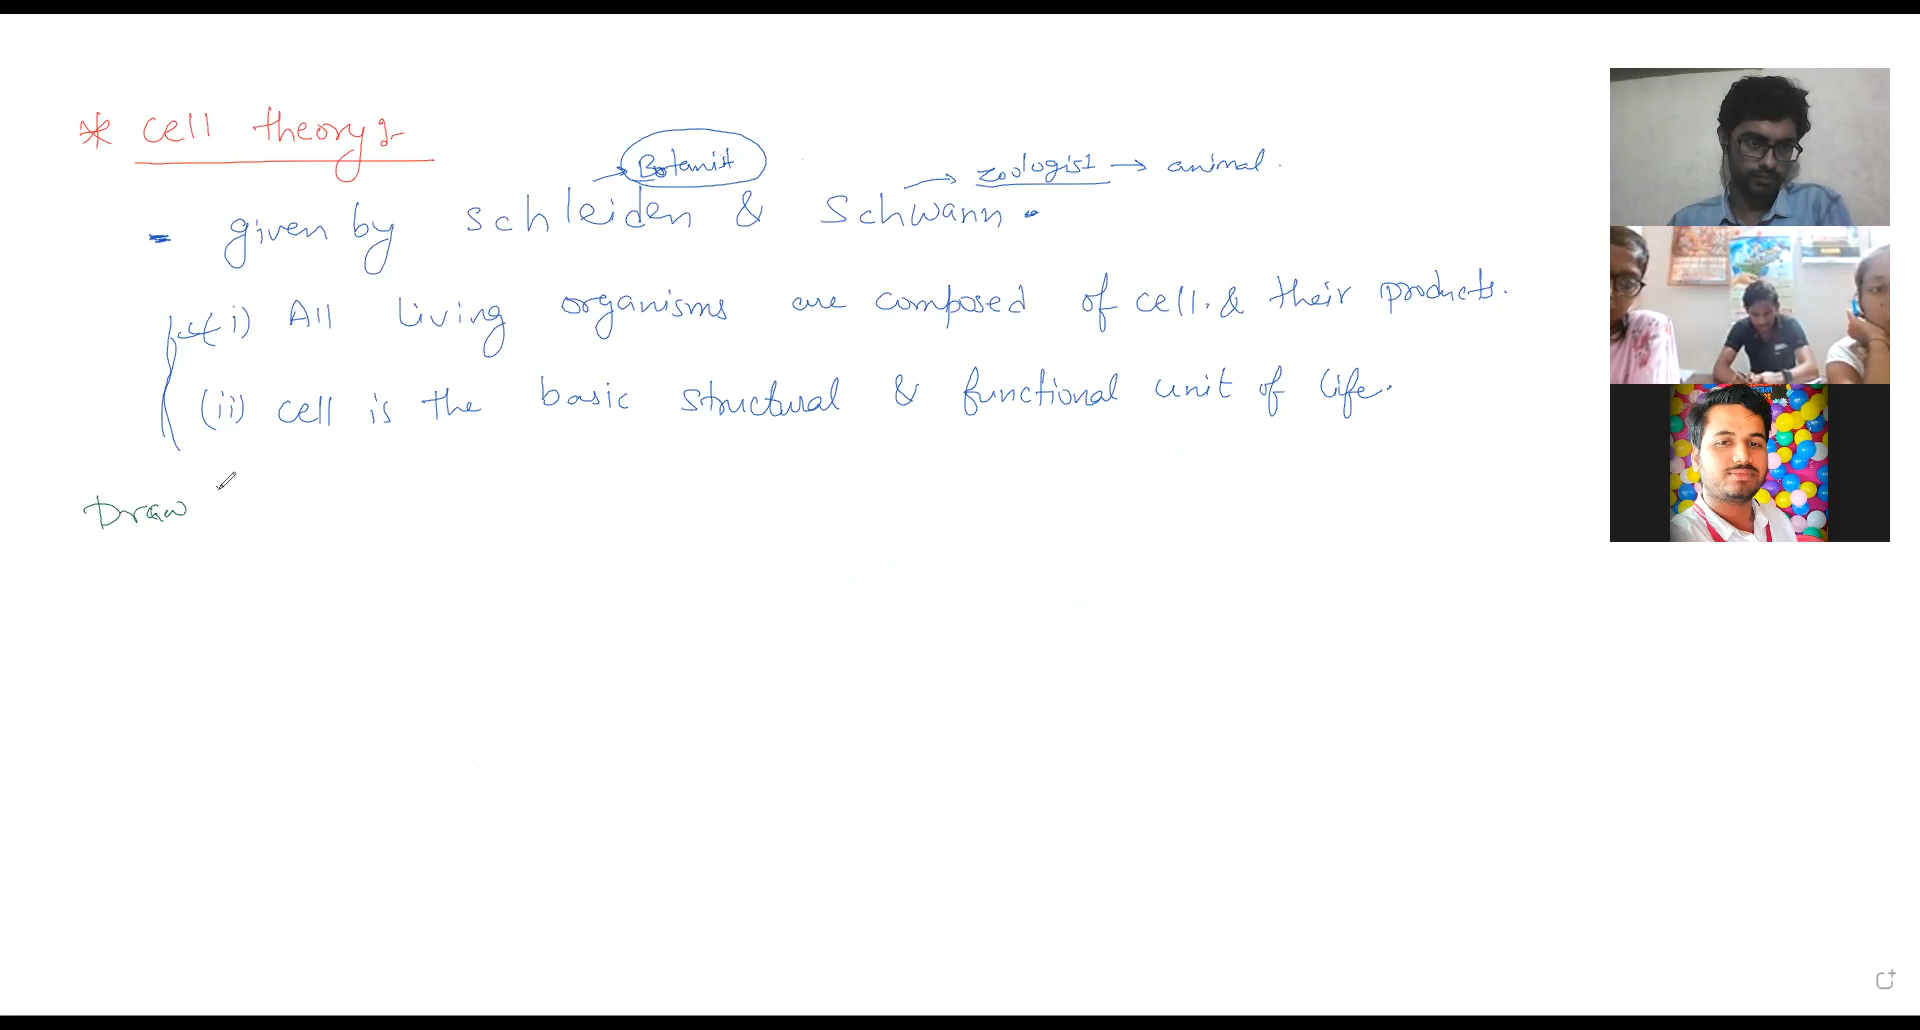 * cell theory :-
Botanist zoologist → animal.
- given by Schleiden & Schwann.
(i) All living organisms are composed of cell. & their products.
(ii) cell is the basic structural & functional unit of life.
Draw